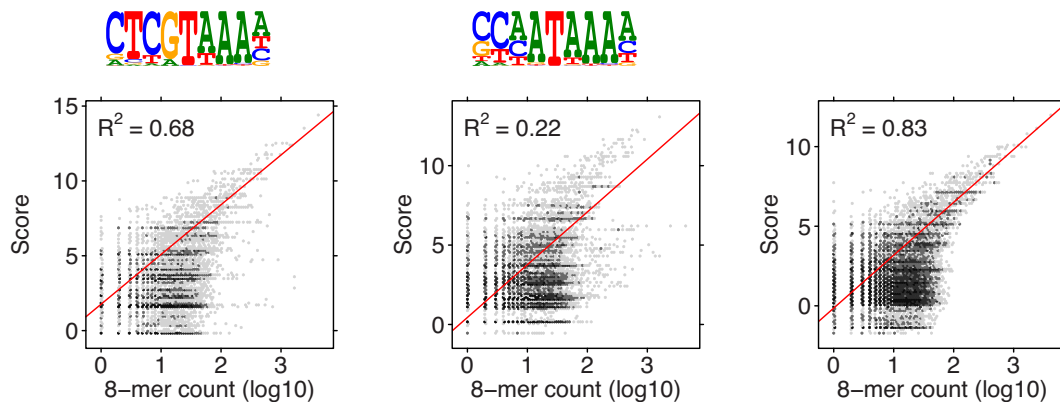 CTCGTAAAA
CCAATAAAA
R² = 0.68
R² = 0.22
R² = 0.83
Score
15
10
5
0
0
1
2
3
8−mer count (log10)
Score
10
5
0
0
1
2
3
8−mer count (log10)
Score
10
5
0
0
1
2
3
8−mer count (log10)